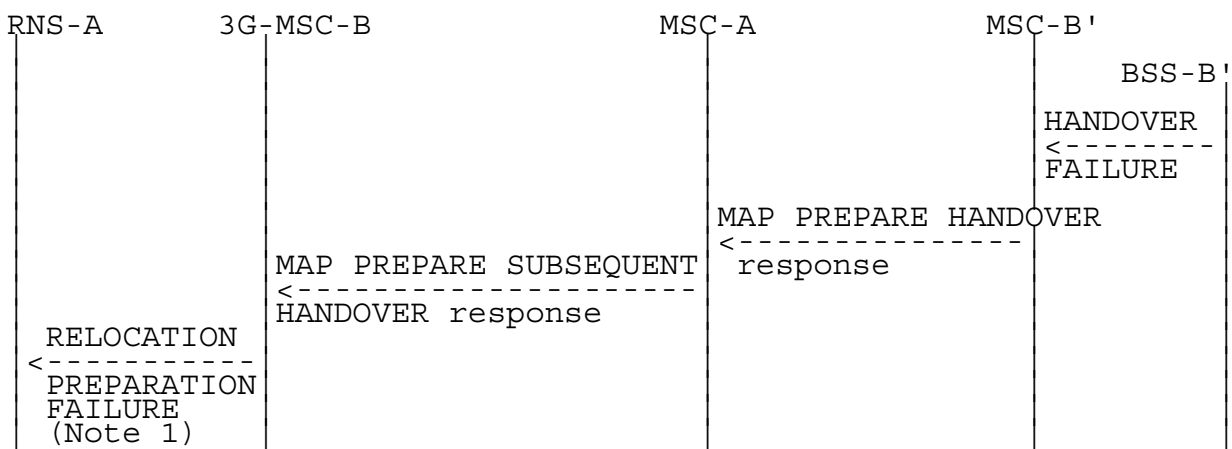 RNS-A 3G-MSC-B MSC-A MSC-B'
BSS-B'
HANDOVER
<--------
FAILURE
MAP PREPARE HANDOVER
<---------------
response
MAP PREPARE SUBSEQUENT
<----------------------
HANDOVER response
RELOCATION
<-----------
PREPARATION
FAILURE
(Note 1)